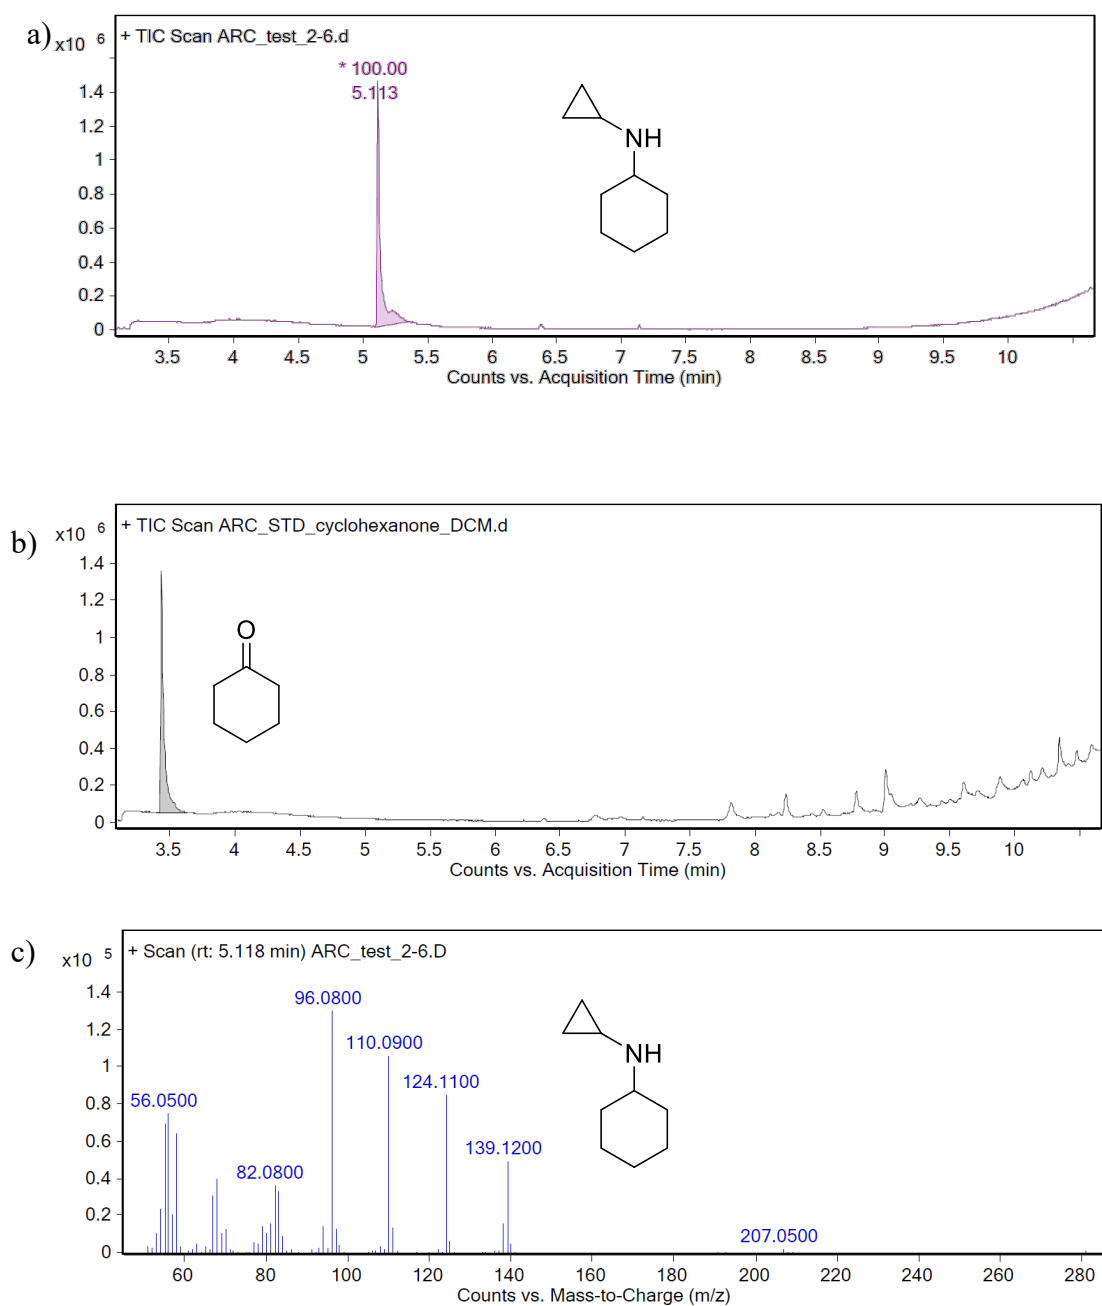 a)
x10 6
+ TIC Scan ARC_test_2-6.d
* 100.00
5.113
1.4
1.2
1
0.8
0.6
0.4
0.2
0
NH
3.5 4 4.5 5 5.5 6 6.5 7 7.5 8 8.5 9 9.5 10
Counts vs. Acquisition Time (min)
b)
x10 6
+ TIC Scan ARC_STD_cyclohexanone_DCM.d
1.4
1.2
1
0.8
0.6
0.4
0.2
0
O
3.5 4 4.5 5 5.5 6 6.5 7 7.5 8 8.5 9 9.5 10
Counts vs. Acquisition Time (min)
c)
x10 5
+ Scan (rt: 5.118 min) ARC_test_2-6.D
1.4
1.2
1
0.8
0.6
0.4
0.2
0
96.0800
110.0900
124.1100
56.0500
139.1200
82.0800
207.0500
NH
60 80 100 120 140 160 180 200 220 240 260 280
Counts vs. Mass-to-Charge (m/z)